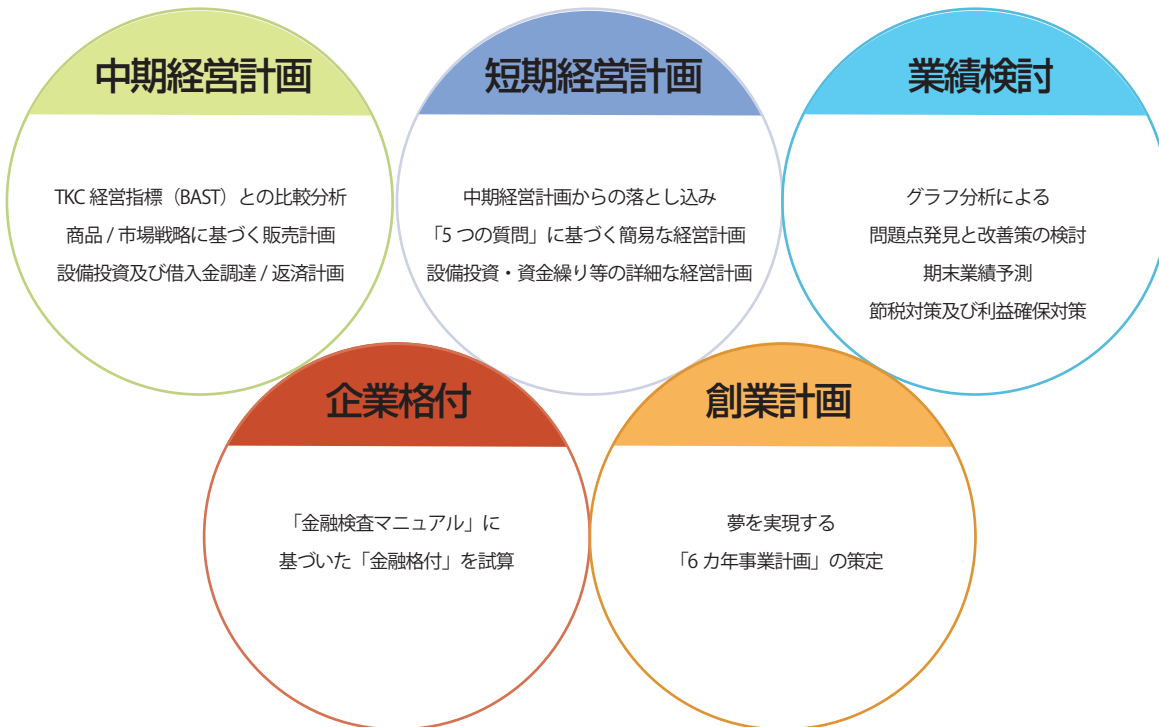 中期経営計画
TKC 経営指標（BAST）との比較分析
商品 / 市場戦略に基づく販売計画
設備投資及び借入金調達 / 返済計画
短期経営計画
中期経営計画からの落とし込み
「5 つの質問」に基づく簡易な経営計画
設備投資・資金繰り等の詳細な経営計画
業績検討
グラフ分析による
問題点発見と改善策の検討
期末業績予測
節税対策及び利益確保対策
企業格付
「金融検査マニュアル」に
基づいた「金融格付」を試算
創業計画
夢を実現する
「6 カ年事業計画」の策定